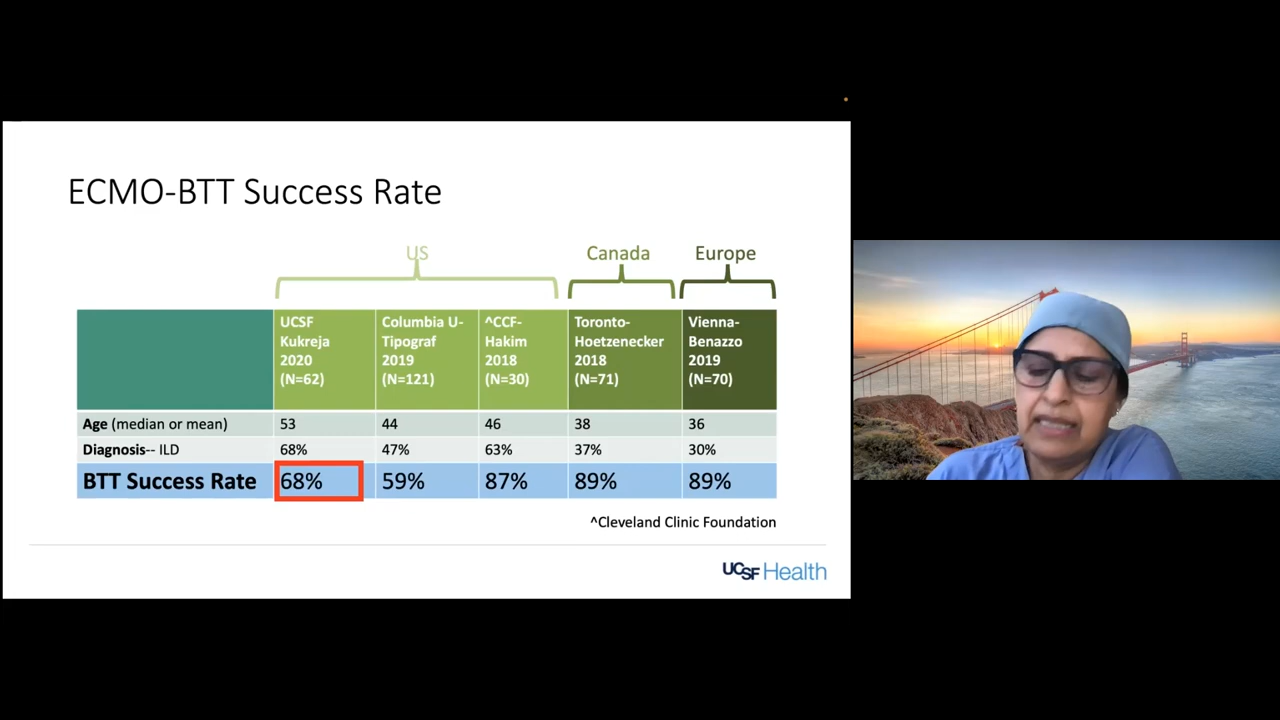 ECMO-BTT Success Rate
US
Canada
Europe
UCSF
Kukreja
2020
(N=62)
Columbia U-
Tipograf
2019
(N=121)
^CCF-
Hakim
2018
(N=30)
Toronto-
Hoetzenecker
2018
(N=71)
Vienna-
Benazzo
2019
(N=70)
Age (median or mean) 53 44 46 38 36
Diagnosis-- ILD 68% 47% 63% 37% 30%
BTT Success Rate 68% 59% 87% 89% 89%
^Cleveland Clinic Foundation
UCSF Health